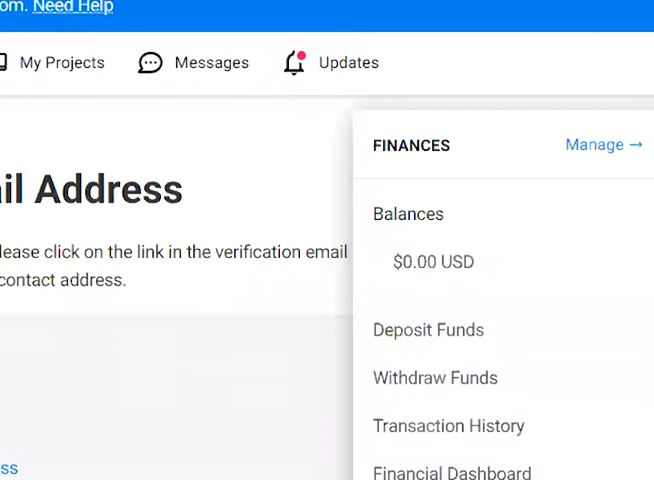 om. Need Help
My Projects Messages Updates
FINANCES Manage →
il Address
Balances
lease click on the link in the verification email
$0.00 USD
contact address.
Deposit Funds
Withdraw Funds
Transaction History
ss
Financial Dashboard